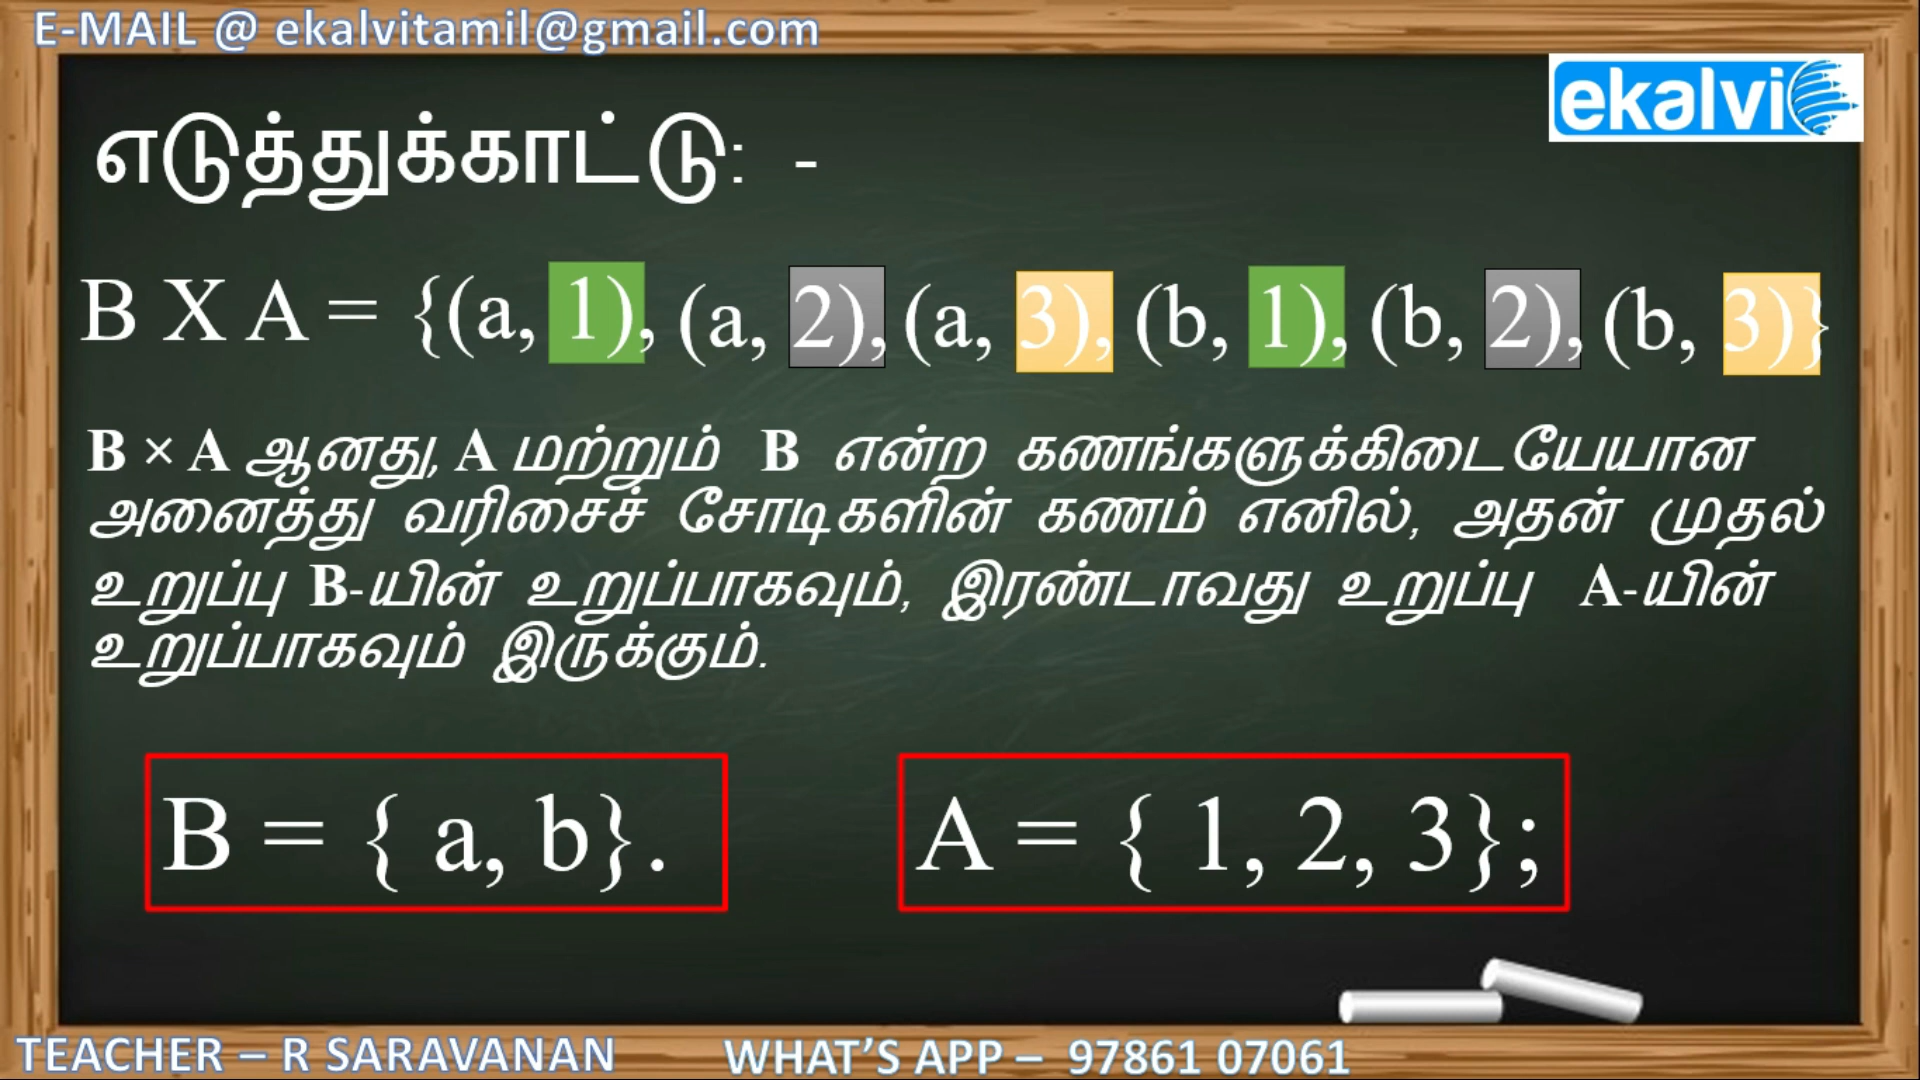 E-MAIL @ ekalvitamil@gmail.com
ekalvi
எடுத்துக்காட்டு: -
B X A = {(a, 1), (a, 2), (a, 3), (b, 1), (b, 2), (b, 3)}
B × A ஆனது, A மற்றும் B என்ற கணங்களுக்கிடையேயான
அனைத்து வரிசைச் சோடிகளின் கணம் எனில், அதன் முதல்
உறுப்பு B-யின் உறுப்பாகவும், இரண்டாவது உறுப்பு A-யின்
உறுப்பாகவும் இருக்கும்.
B = { a, b}.
A = { 1, 2, 3};
TEACHER – R SARAVANAN
WHAT'S APP – 97861 07061